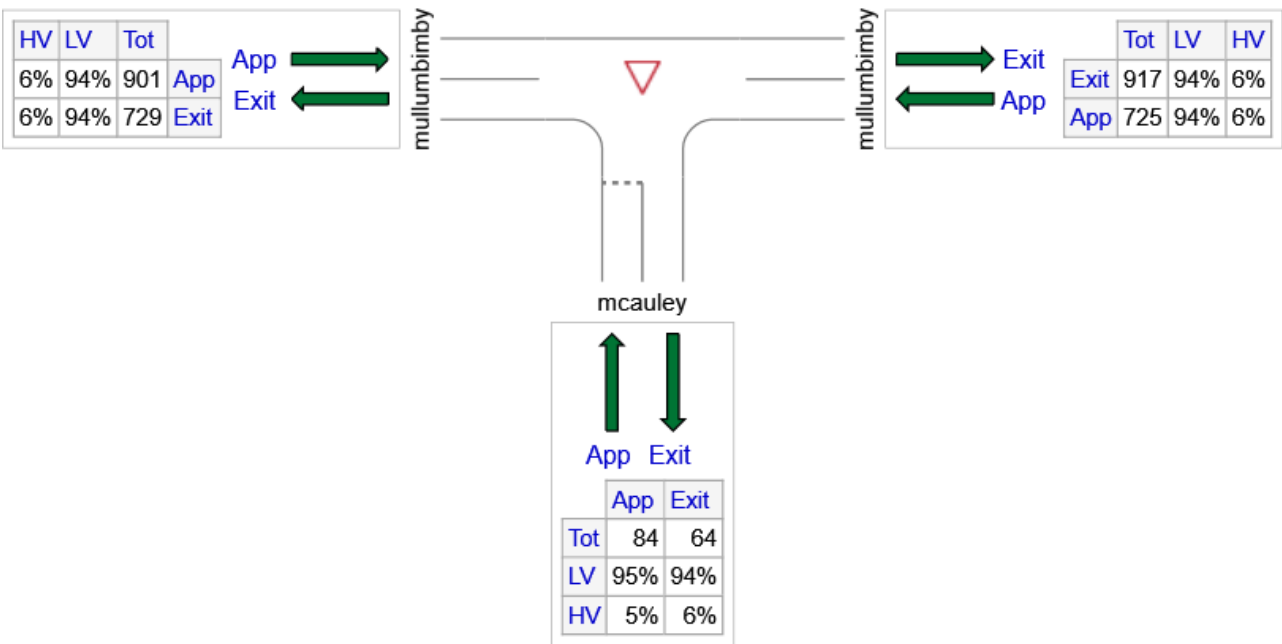 HV LV Tot
6% 94% 901 App
6% 94% 729 Exit
App
Exit
mullumbimby
mullumbimby
Exit
App
Tot LV HV
Exit 917 94% 6%
App 725 94% 6%
mcauley
App Exit
App Exit
Tot 84 64
LV 95% 94%
HV 5% 6%